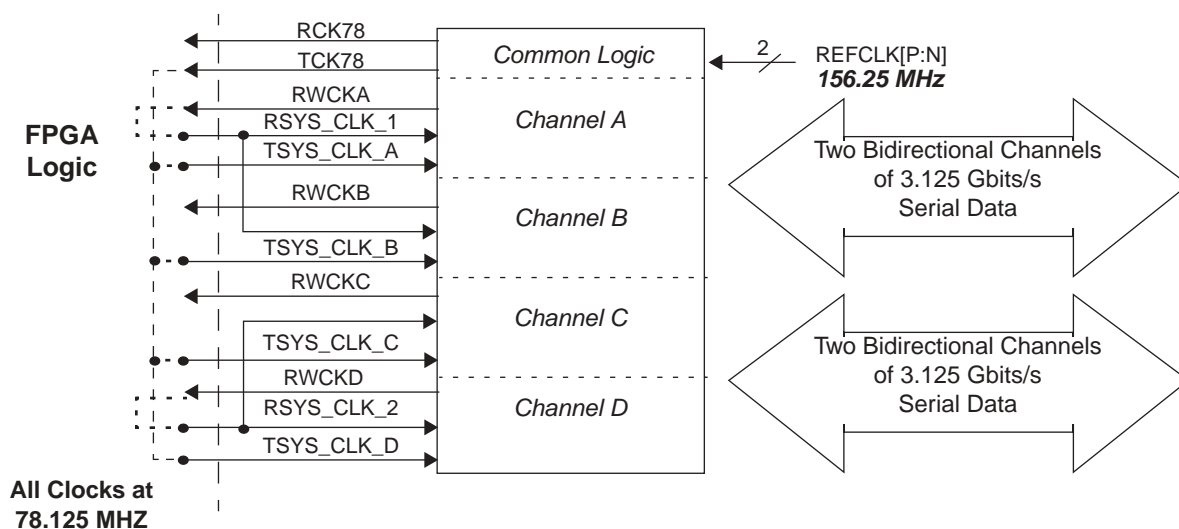 RCK78
TCK78
RWCKA
RSYS_CLK_1
TSYS_CLK_A
RWCKB
TSYS_CLK_B
RWCKC
TSYS_CLK_C
RWCKD
RSYS_CLK_2
TSYS_CLK_D
FPGA
Logic
All Clocks at
78.125 MHZ
Common Logic
Channel A
Channel B
Channel C
Channel D
2
REFCLK[P:N]
156.25 MHz
Two Bidirectional Channels
of 3.125 Gbits/s
Serial Data
Two Bidirectional Channels
of 3.125 Gbits/s
Serial Data